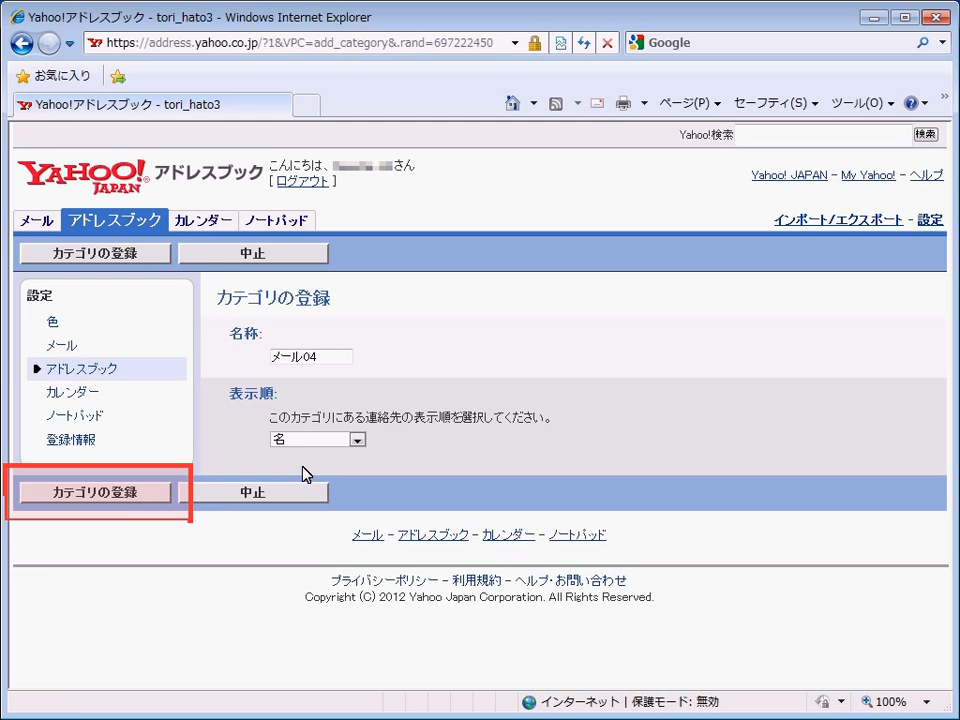 Yahoo!アドレスブック - tori_hato3 - Windows Internet Explorer
https://address.yahoo.co.jp/?1&VPC=add_category&.rand=697222450
Google
お気に入り
Yahoo!アドレスブック - tori_hato3
ページ(P) セーフティ(S) ツール(O)
Yahoo!検索 検索
YAHOO! JAPAN アドレスブック
こんにちは、 さん
[ ログアウト ]
Yahoo! JAPAN - My Yahoo! - ヘルプ
メール アドレスブック カレンダー ノートパッド
インポート/エクスポート - 設定
カテゴリの登録 中止
設定
色
メール
アドレスブック
カレンダー
ノートパッド
登録情報
カテゴリの登録
名称:
メール04
表示順:
このカテゴリにある連絡先の表示順を選択してください。
名
カテゴリの登録 中止
メール - アドレスブック - カレンダー - ノートパッド
プライバシーポリシー - 利用規約 - ヘルプ・お問い合わせ
Copyright (C) 2012 Yahoo Japan Corporation. All Rights Reserved.
インターネット | 保護モード: 無効
100%